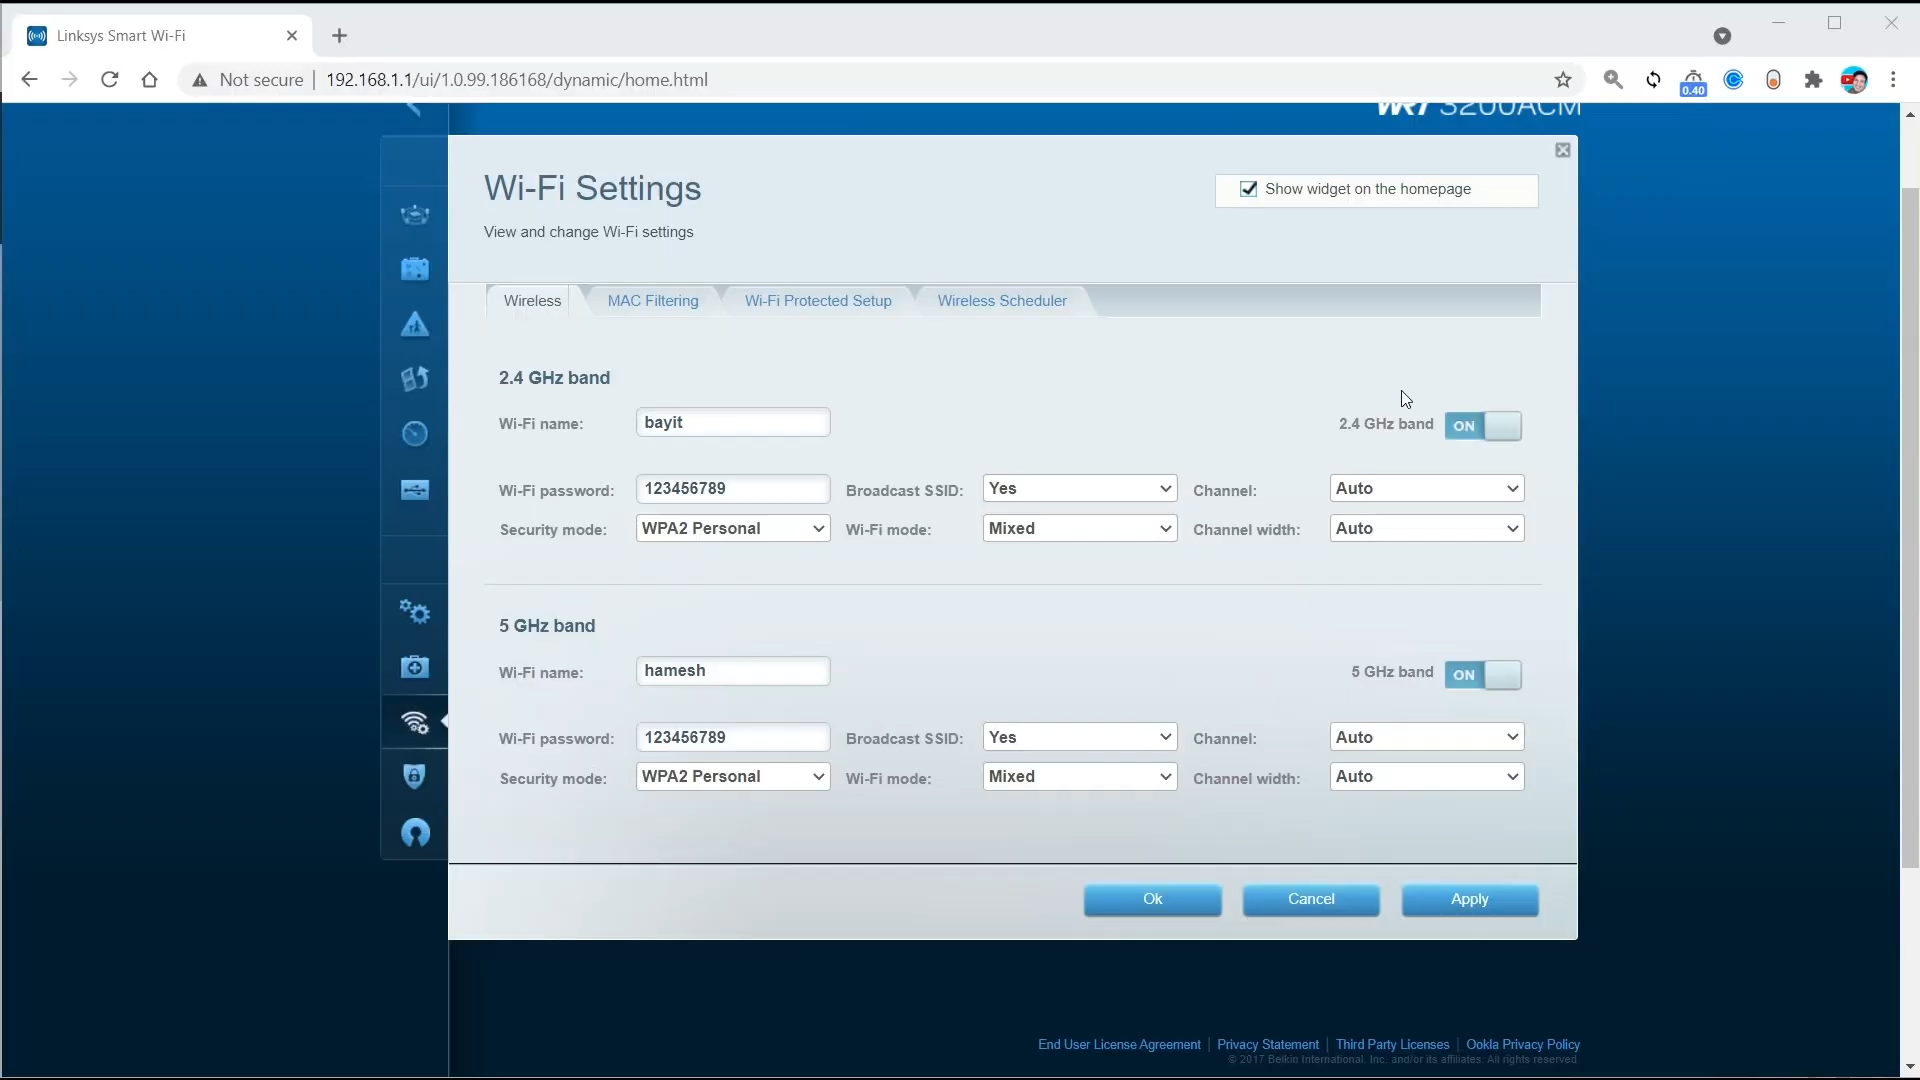 Linksys Smart Wi-Fi
Not secure 192.168.1.1/ui/1.0.99.186168/dynamic/home.html
0.40
WRT 3200ACM
Wi-Fi Settings
Show widget on the homepage
View and change Wi-Fi settings
Wireless MAC Filtering Wi-Fi Protected Setup Wireless Scheduler
2.4 GHz band
Wi-Fi name: bayit 2.4 GHz band ON
Wi-Fi password: 123456789 Broadcast SSID: Yes Channel: Auto
Security mode: WPA2 Personal Wi-Fi mode: Mixed Channel width: Auto
5 GHz band
Wi-Fi name: hamesh 5 GHz band ON
Wi-Fi password: 123456789 Broadcast SSID: Yes Channel: Auto
Security mode: WPA2 Personal Wi-Fi mode: Mixed Channel width: Auto
Ok Cancel Apply
End User License Agreement | Privacy Statement | Third Party Licenses | Ookla Privacy Policy
© 2017 Belkin International, Inc. and/or its affiliates. All rights reserved.